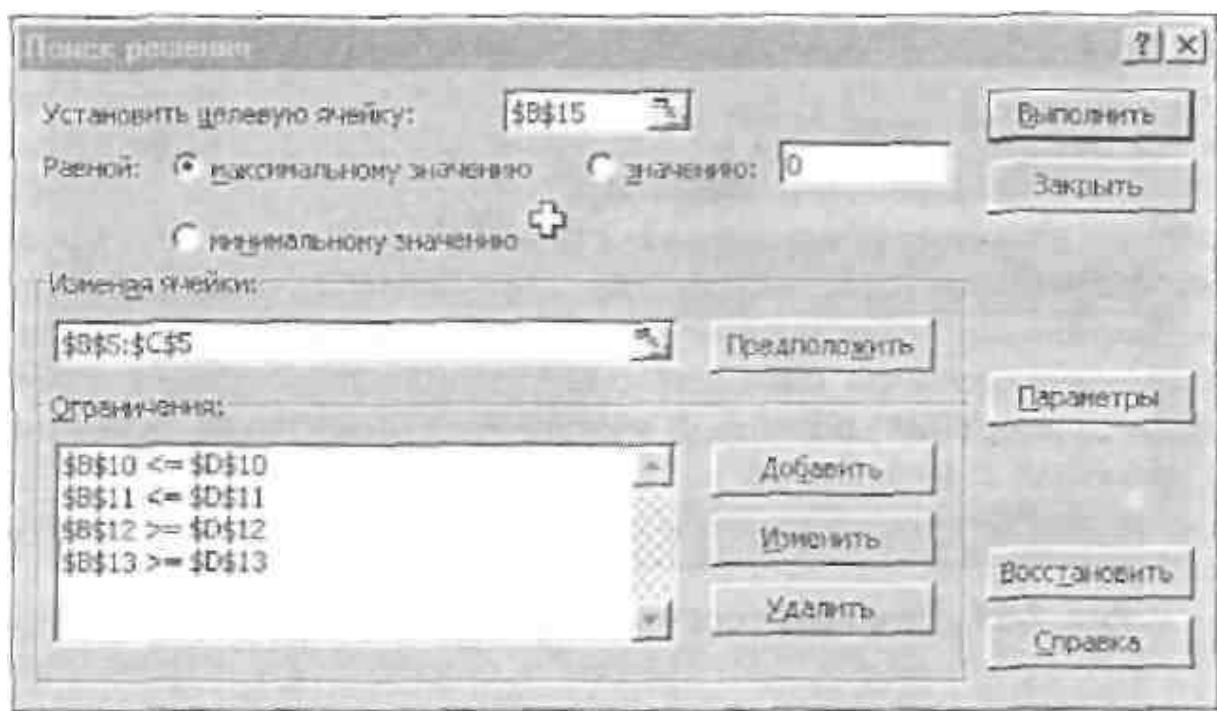 Поиск решения
Установить целевую ячейку: $B$15 Выполнить
Равной: максимальному значению значению: 0 Закрыть
минимальному значению
Изменяя ячейки:
$B$5:$C$5 Предположить
Параметры
Ограничения:
$B$10 <= $D$10 Добавить
$B$11 <= $D$11
$B$12 >= $D$12 Изменить
$B$13 >= $D$13
Восстановить
Удалить
Справка